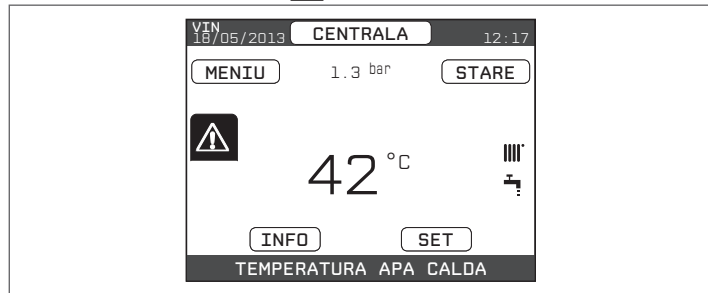 VIN
18/05/2013 CENTRALA 12:17
MENIU 1.3 bar STARE
42 °C
INFO SET
TEMPERATURA APA CALDA